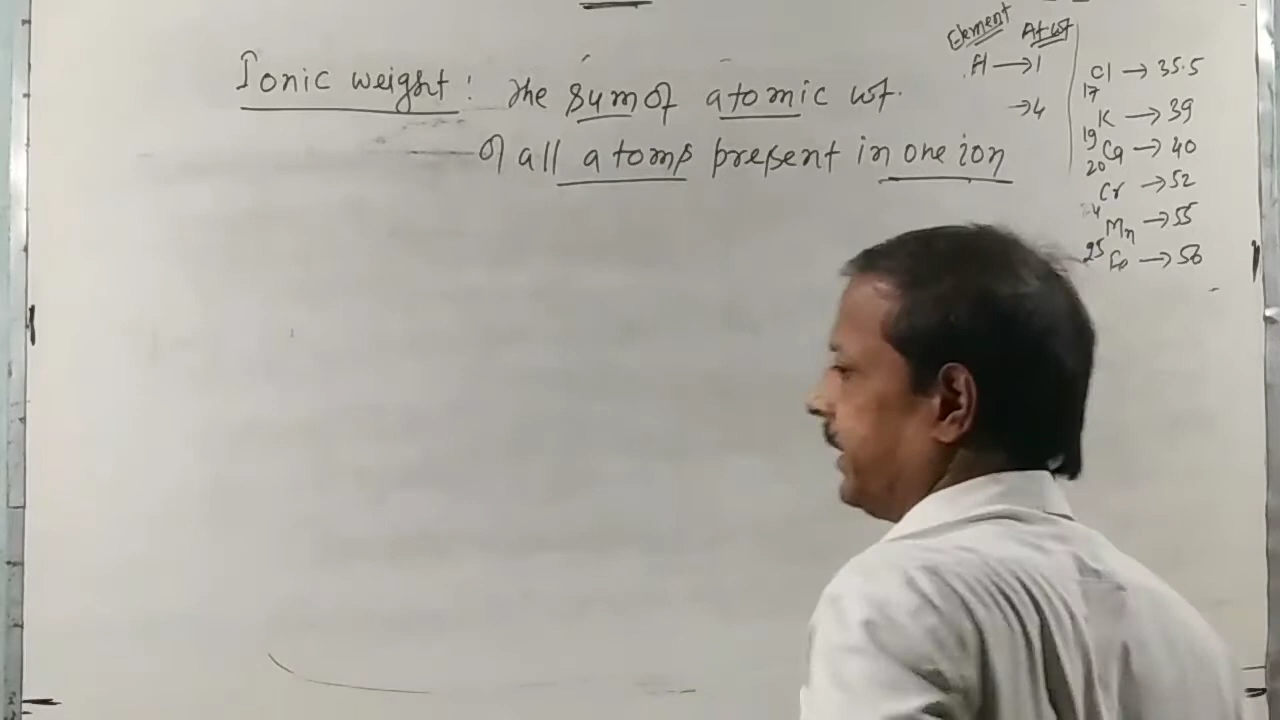 Ionic weight : The sum of atomic wt.
of all atoms present in one ion
Element At wt
H → 1
→ 4
17 Cl → 35.5
19 K → 39
20 Ca → 40
Cr → 52
25 Mn → 55
Fe → 56